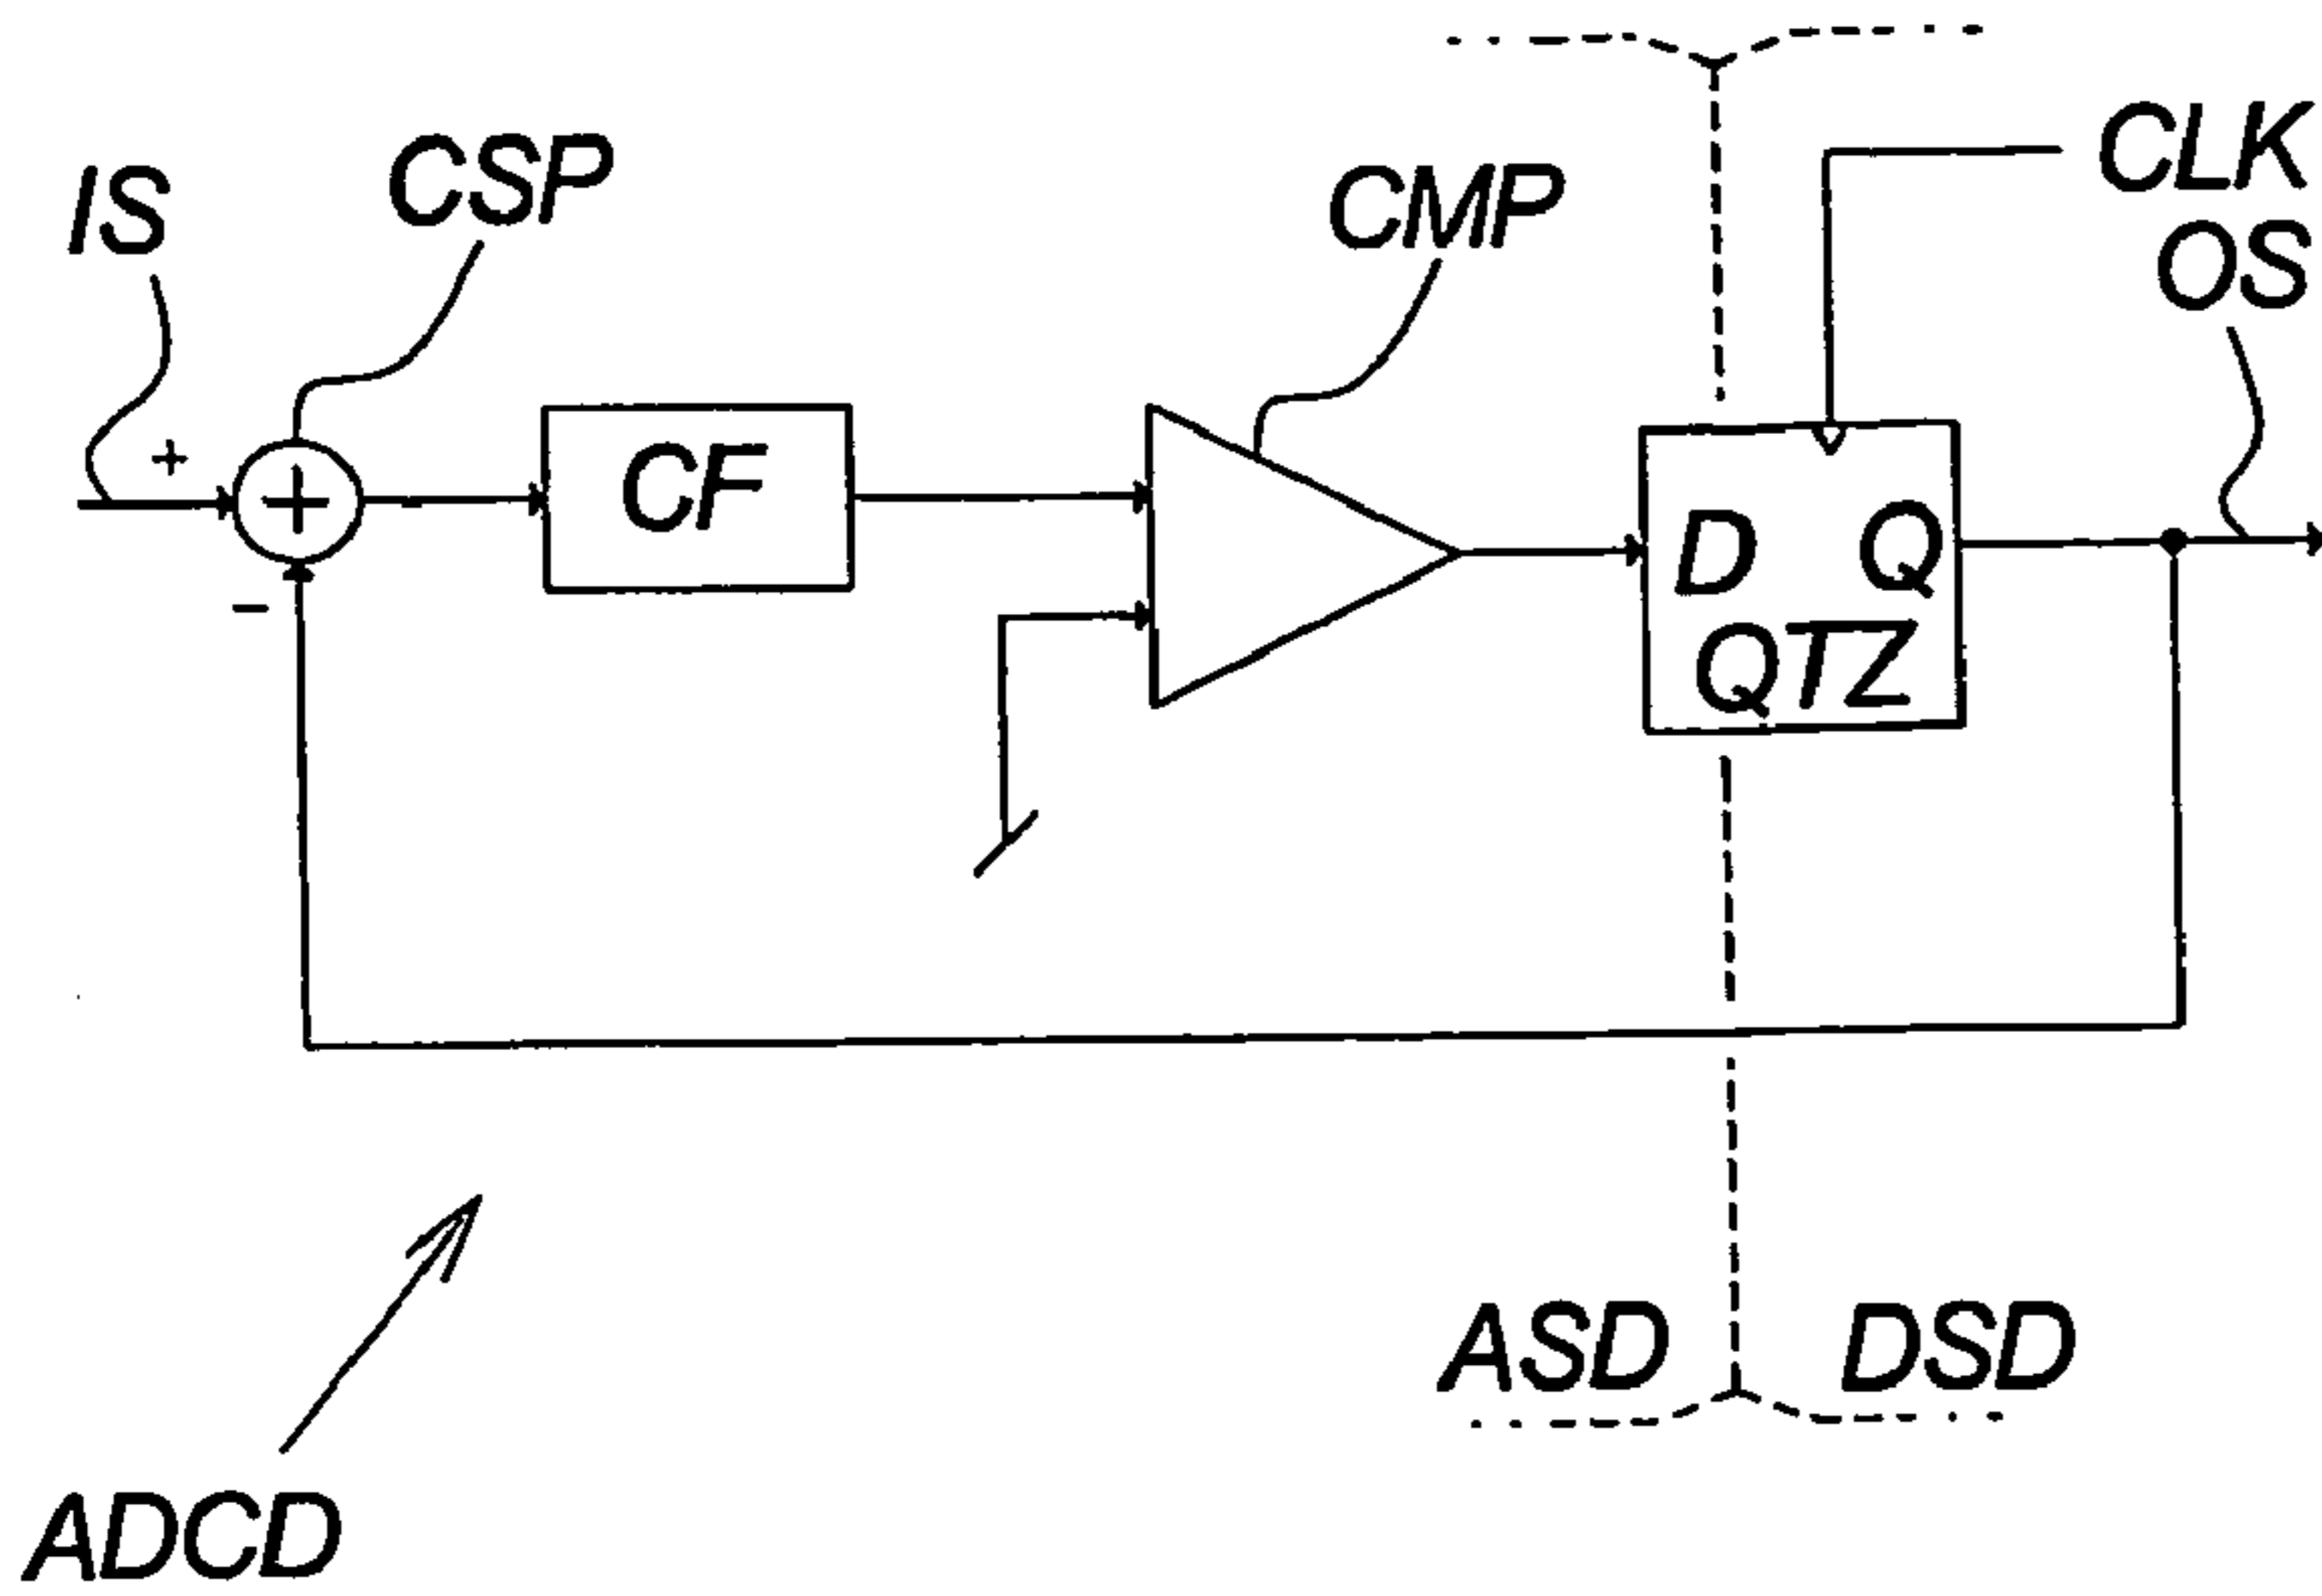 IS
CSP
CMP
CLK
OS
+
+
CF
D Q
QTZ
−
ASD
DSD
ADCD